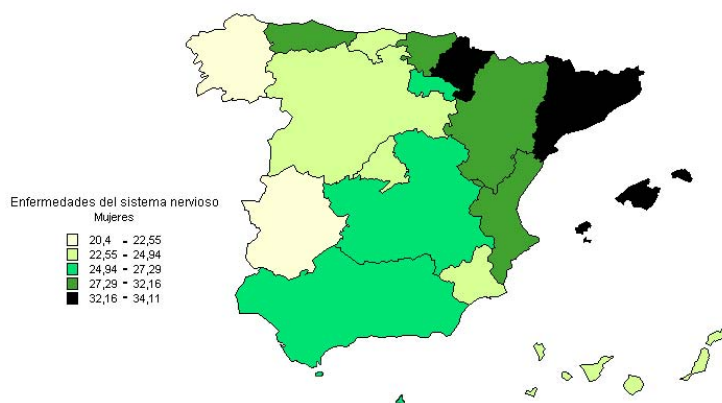 Enfermedades del sistema nervioso
Mujeres
20,4 - 22,55
22,55 - 24,94
24,94 - 27,29
27,29 - 32,16
32,16 - 34,11